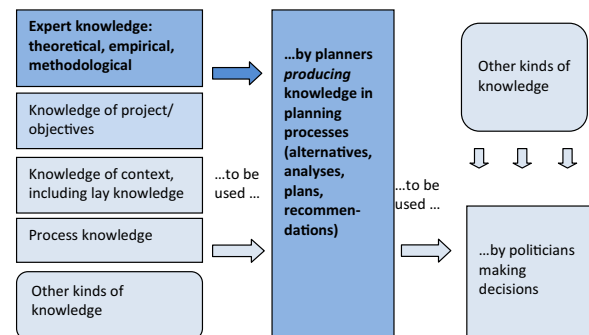 Expert knowledge:
theoretical, empirical,
methodological
Knowledge of project/
objectives
Knowledge of context,
including lay knowledge
Process knowledge
Other kinds of
knowledge
…to be
used …
…by planners
producing
knowledge in
planning
processes
(alternatives,
analyses,
plans,
recommen-
dations)
…to be
used …
Other kinds of
knowledge
…by politicians
making
decisions